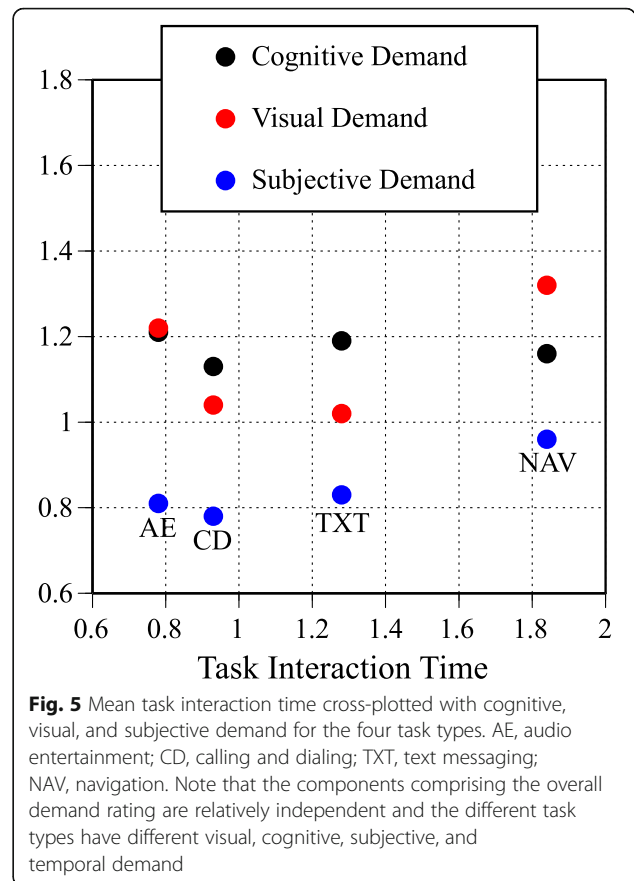 Cognitive Demand
Visual Demand
Subjective Demand
1.8
1.6
1.4
1.2
1
0.8
0.6
AE
CD
TXT
NAV
0.6 0.8 1 1.2 1.4 1.6 1.8 2
Task Interaction Time
Fig. 5 Mean task interaction time cross-plotted with cognitive,
visual, and subjective demand for the four task types. AE, audio
entertainment; CD, calling and dialing; TXT, text messaging;
NAV, navigation. Note that the components comprising the overall
demand rating are relatively independent and the different task
types have different visual, cognitive, subjective, and
temporal demand